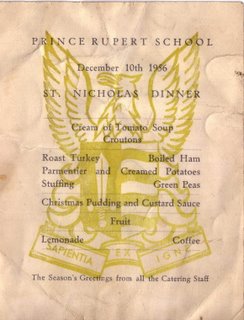 PRINCE RUPERT SCHOOL
December 10th 1956
ST. NICHOLAS DINNER
Cream of Tomato Soup
Croutons
Roast Turkey Boiled Ham
Parmentier and Creamed Potatoes
Stuffing Green Peas
Christmas Pudding and Custard Sauce
Fruit
Lemonade Coffee
SAPIENTIA EX IGNE
The Season's Greetings from all the Catering Staff